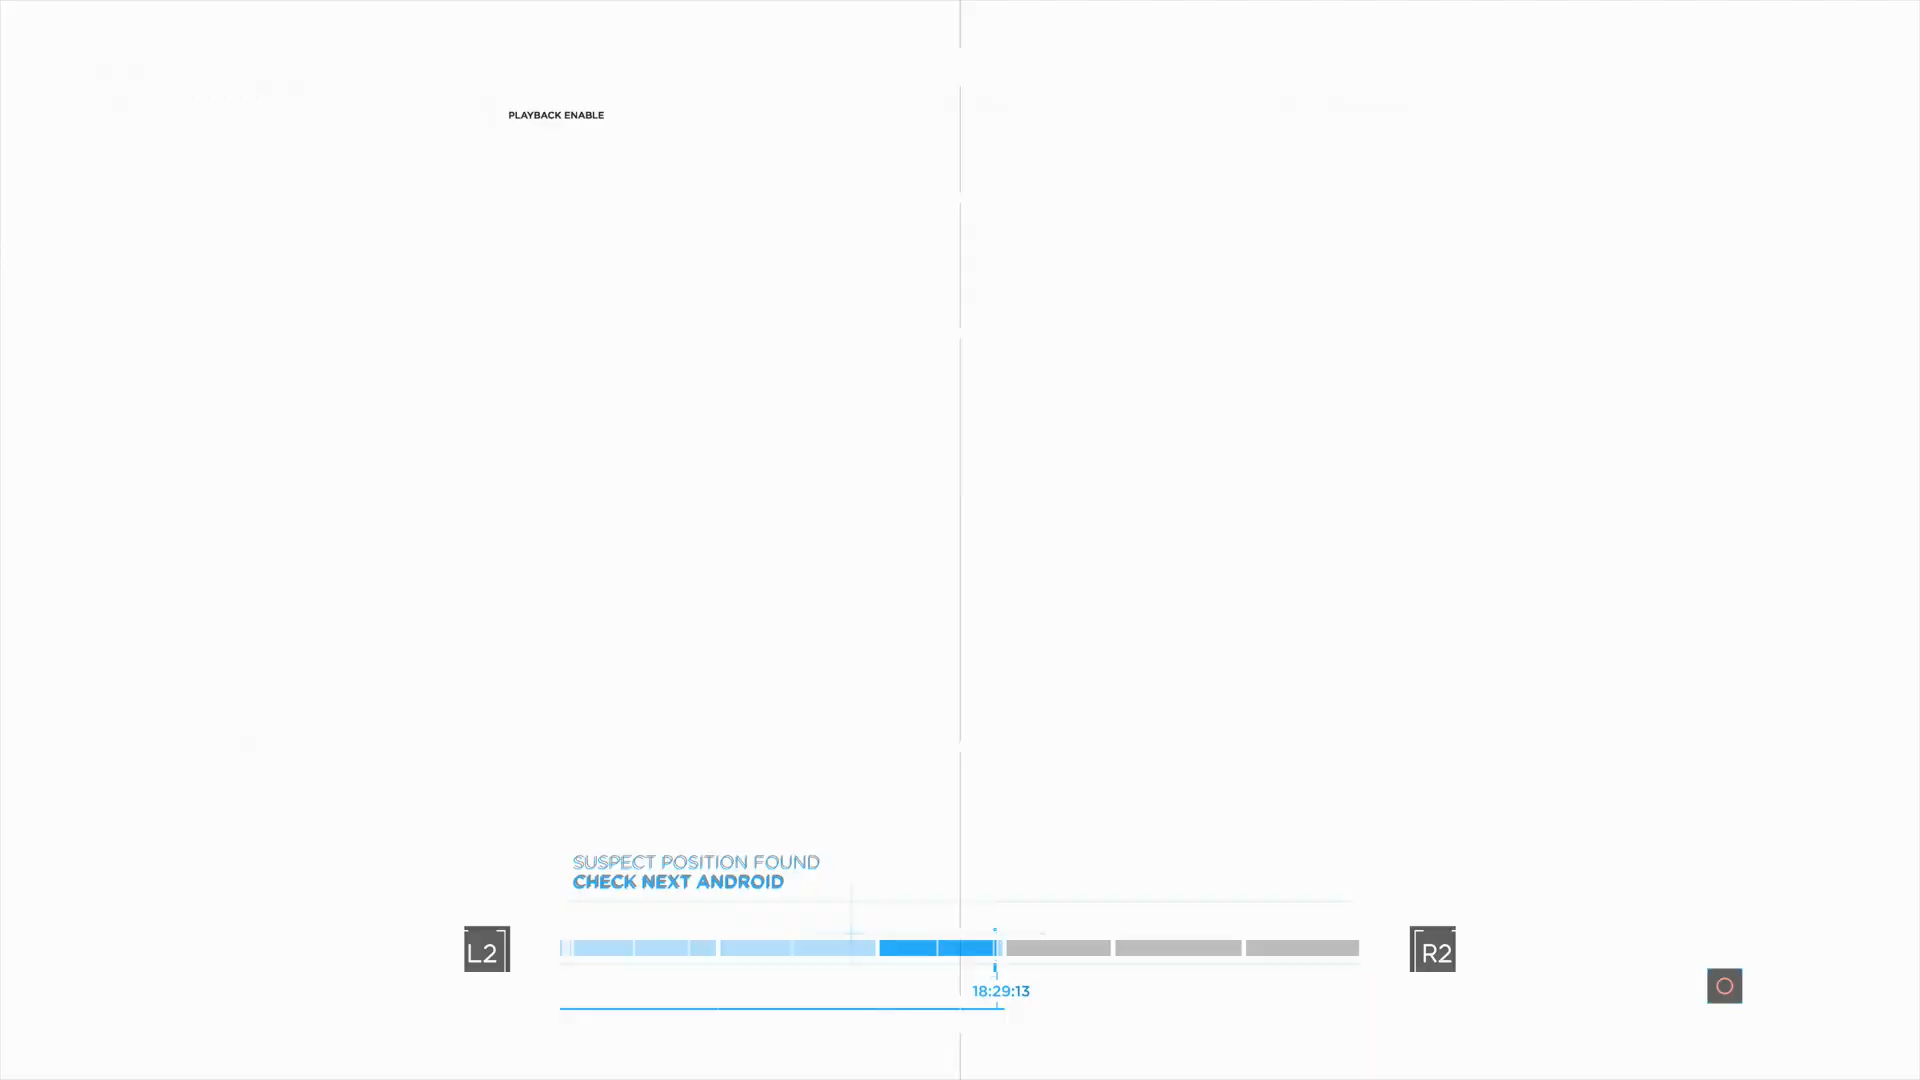 PLAYBACK ENABLE
SUSPECT POSITION FOUND
CHECK NEXT ANDROID
L2
R2
18:29:13